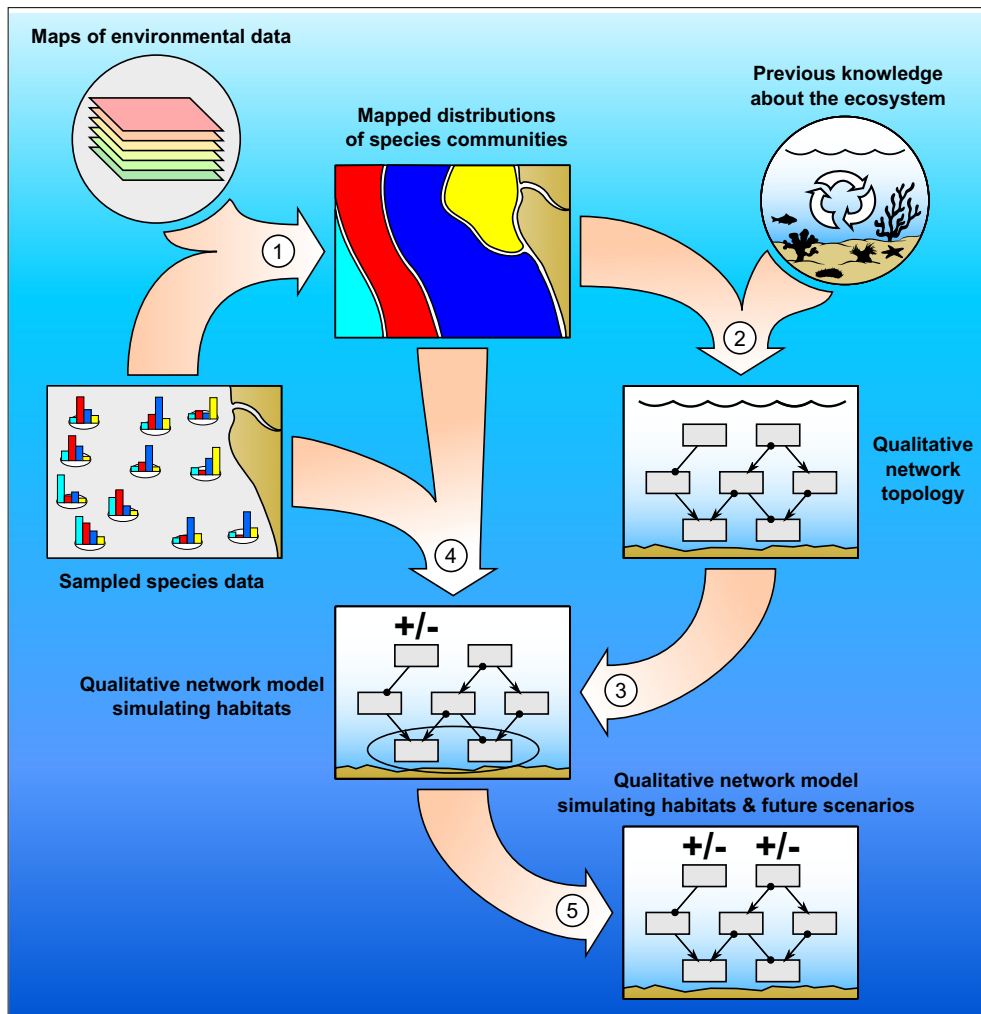 Maps of environmental data
Previous knowledge
about the ecosystem
Mapped distributions
of species communities
1
2
Qualitative
network
topology
Sampled species data
4
+/-
Qualitative network model
simulating habitats
3
Qualitative network model
simulating habitats & future scenarios
+/- +/-
5